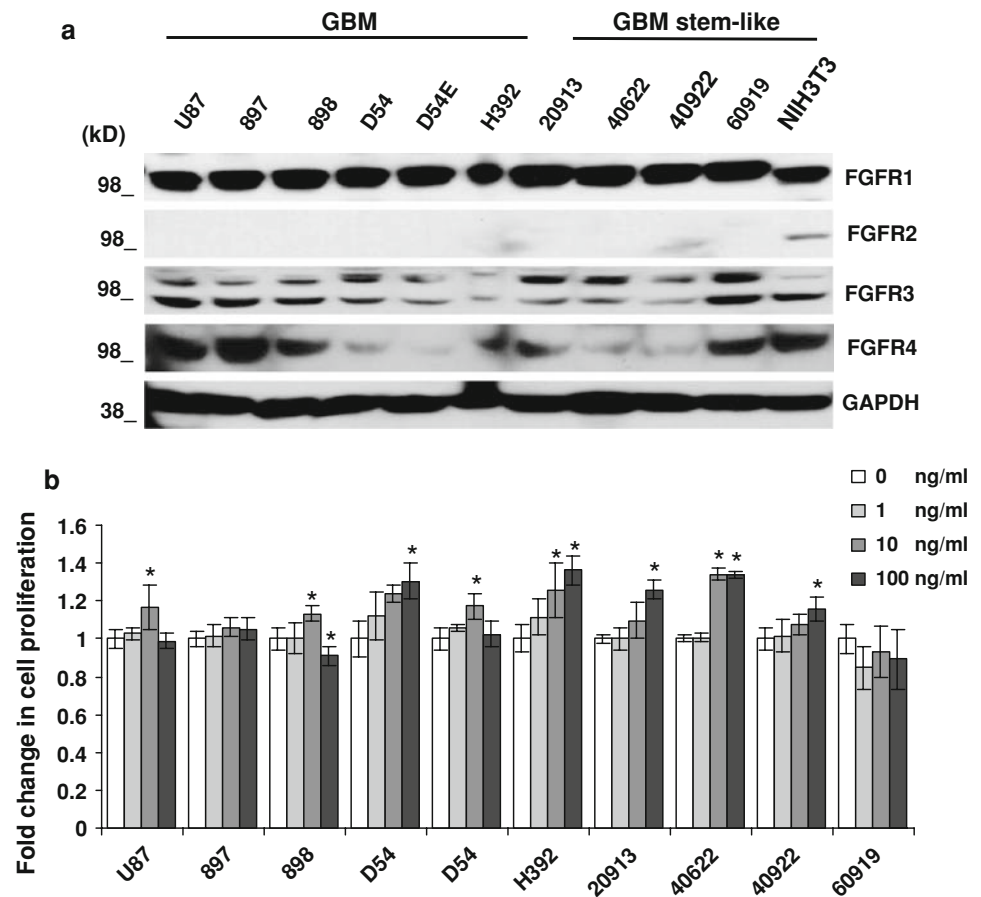 a
GBM
GBM stem-like
U87 897 898 D54 D54E H392 20913 40622 40922 60919 NIH3T3
(kD)
98_ FGFR1
98_ FGFR2
98_ FGFR3
98_ FGFR4
38_ GAPDH
b
0 ng/ml
1 ng/ml
10 ng/ml
100 ng/ml
Fold change in cell proliferation
1.6
1.4
1.2
1
0.8
0.6
0.4
0.2
0
* * * * * * * * * * *
U87 897 898 D54 D54 H392 20913 40622 40922 60919